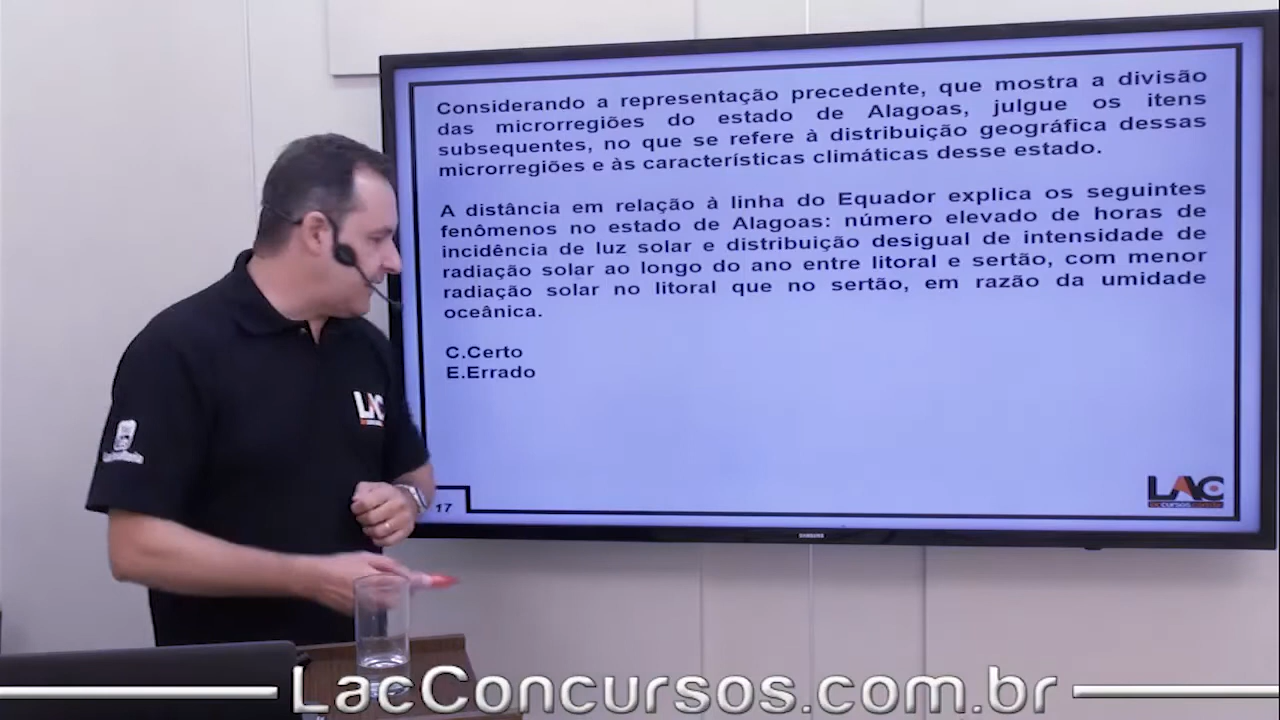 Considerando a representação precedente, que mostra a divisão
das microrregiões do estado de Alagoas, julgue os itens
subsequentes, no que se refere à distribuição geográfica dessas
microrregiões e às características climáticas desse estado.
A distância em relação à linha do Equador explica os seguintes
fenômenos no estado de Alagoas: número elevado de horas de
incidência de luz solar e distribuição desigual de intensidade de
radiação solar ao longo do ano entre litoral e sertão, com menor
radiação solar no litoral que no sertão, em razão da umidade
oceânica.
C.Certo
E.Errado
LAC
17
LAC
SAMSUNG
LacConcursos.com.br